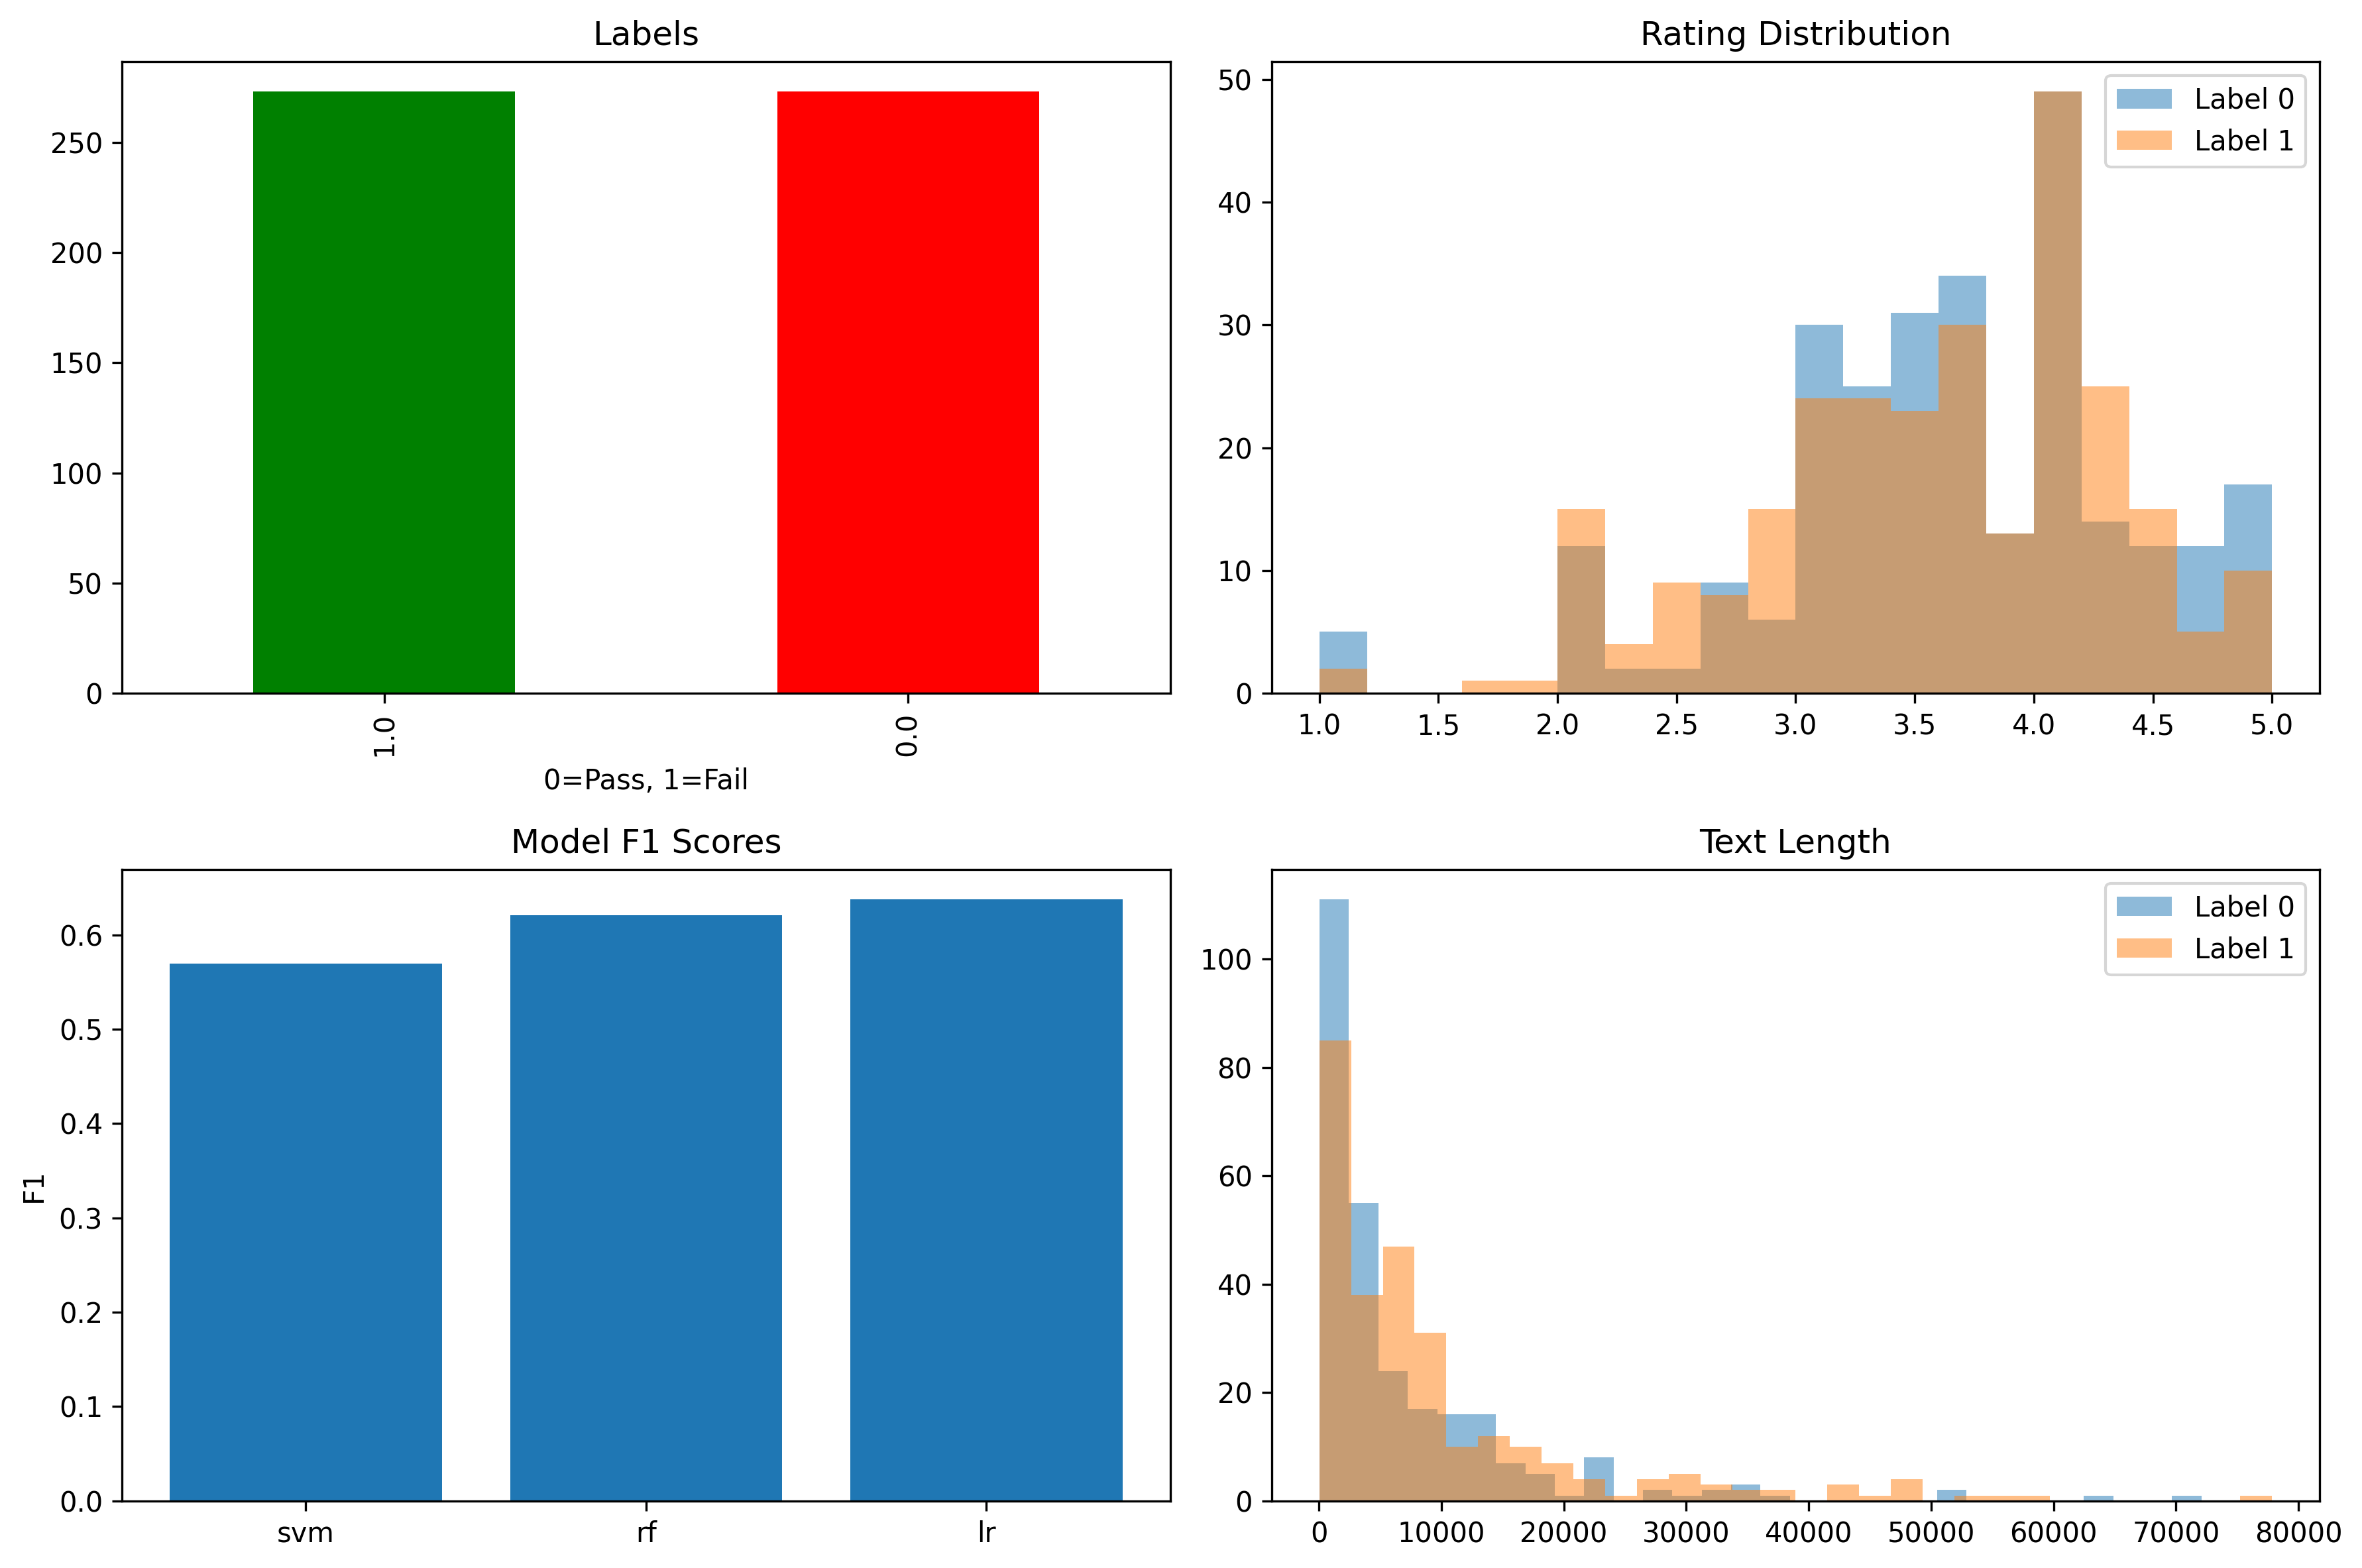 Labels
250
200
150
100
50
0
1.0
0.0
0=Pass, 1=Fail
Rating Distribution
50
40
30
20
10
0
1.0 1.5 2.0 2.5 3.0 3.5 4.0 4.5 5.0
Label 0
Label 1
Model F1 Scores
F1
0.6
0.5
0.4
0.3
0.2
0.1
0.0
svm rf lr
Text Length
100
80
60
40
20
0
0 10000 20000 30000 40000 50000 60000 70000 80000
Label 0
Label 1